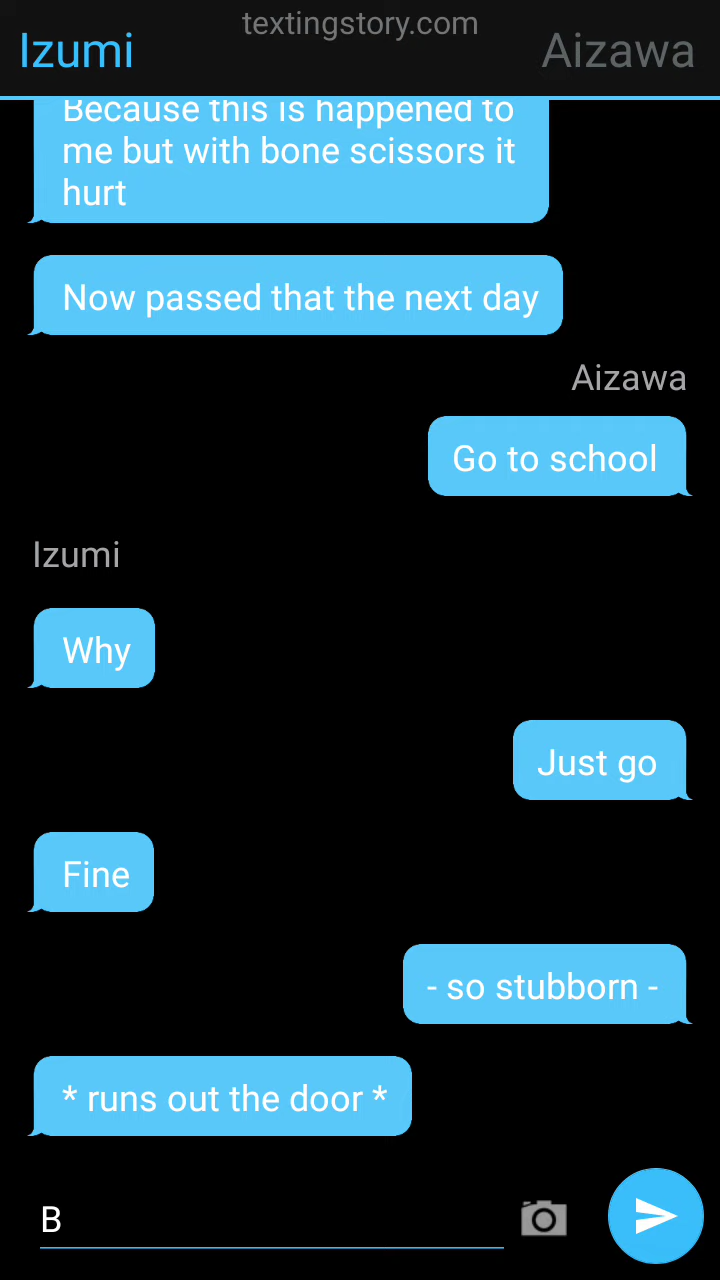 textingstory.com
Izumi
Aizawa
Because this is happened to
me but with bone scissors it
hurt
Now passed that the next day
Aizawa
Go to school
Izumi
Why
Just go
Fine
- so stubborn -
* runs out the door *
B